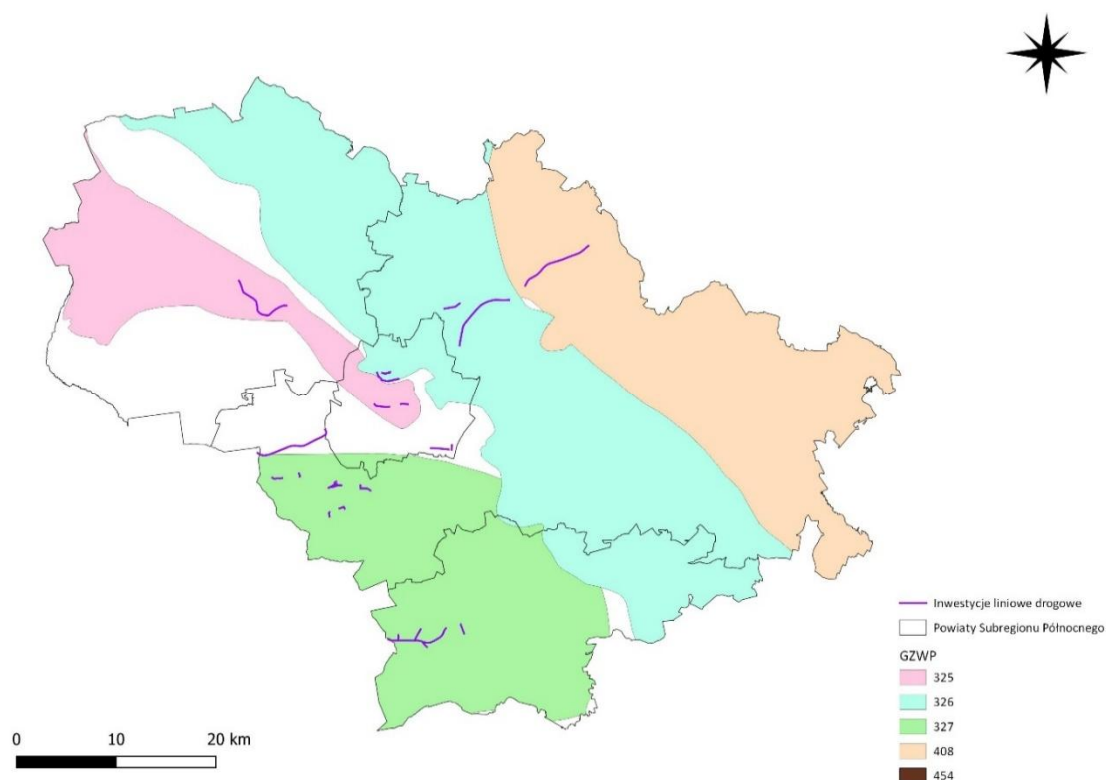 Inwestycje liniowe drogowe
Powiaty Subregionu Północnego
GZWP
325
326
327
408
454
0 10 20 km